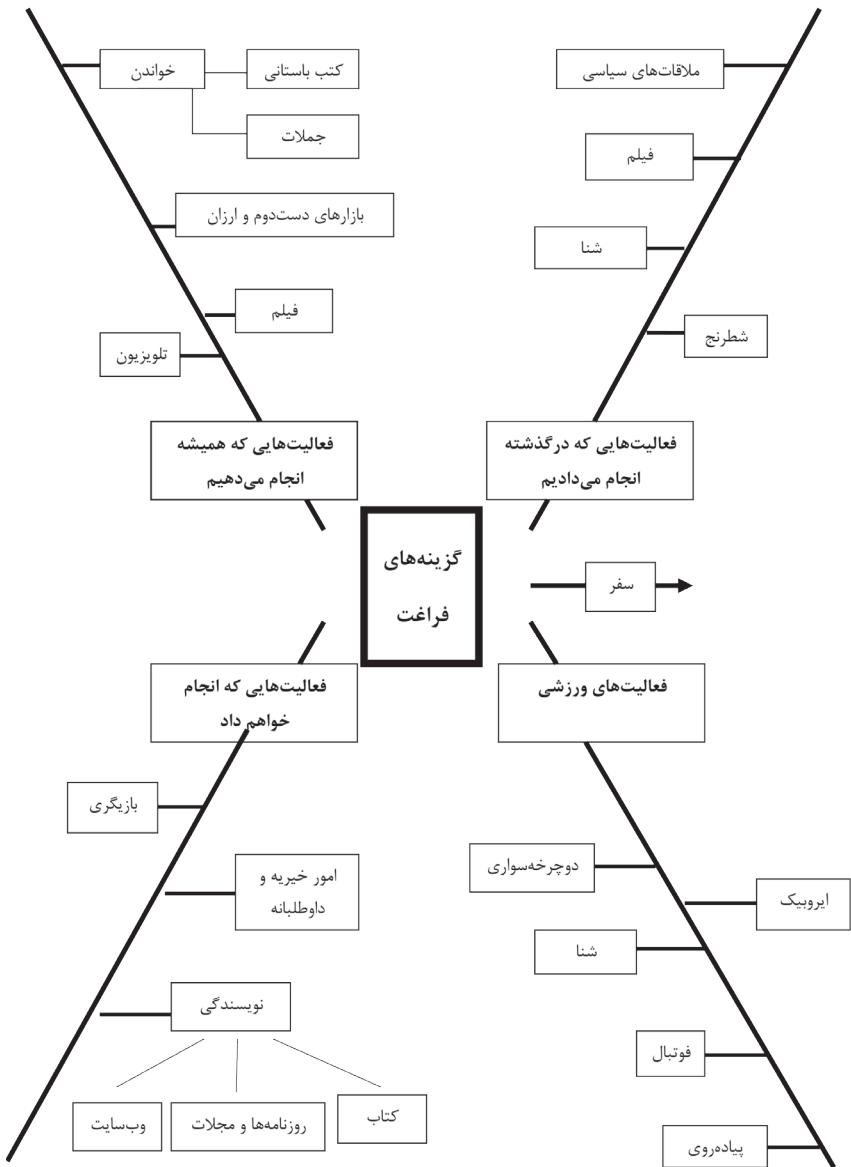 ملاقات‌های سیاسی
فیلم
شنا
شطرنج
فعالیت‌هایی که درگذشته
انجام می‌دادیم
خواندن
کتب باستانی
جملات
بازارهای دست‌دوم و ارزان
فیلم
تلویزیون
فعالیت‌هایی که همیشه
انجام می‌دهیم
گزینه‌های
فراغت
سفر
فعالیت‌های ورزشی
دوچرخه‌سواری
ایروبیک
شنا
فوتبال
پیاده‌روی
فعالیت‌هایی که انجام
خواهم داد
بازیگری
امور خیریه و
داوطلبانه
نویسندگی
کتاب
روزنامه‌ها و مجلات
وب‌سایت